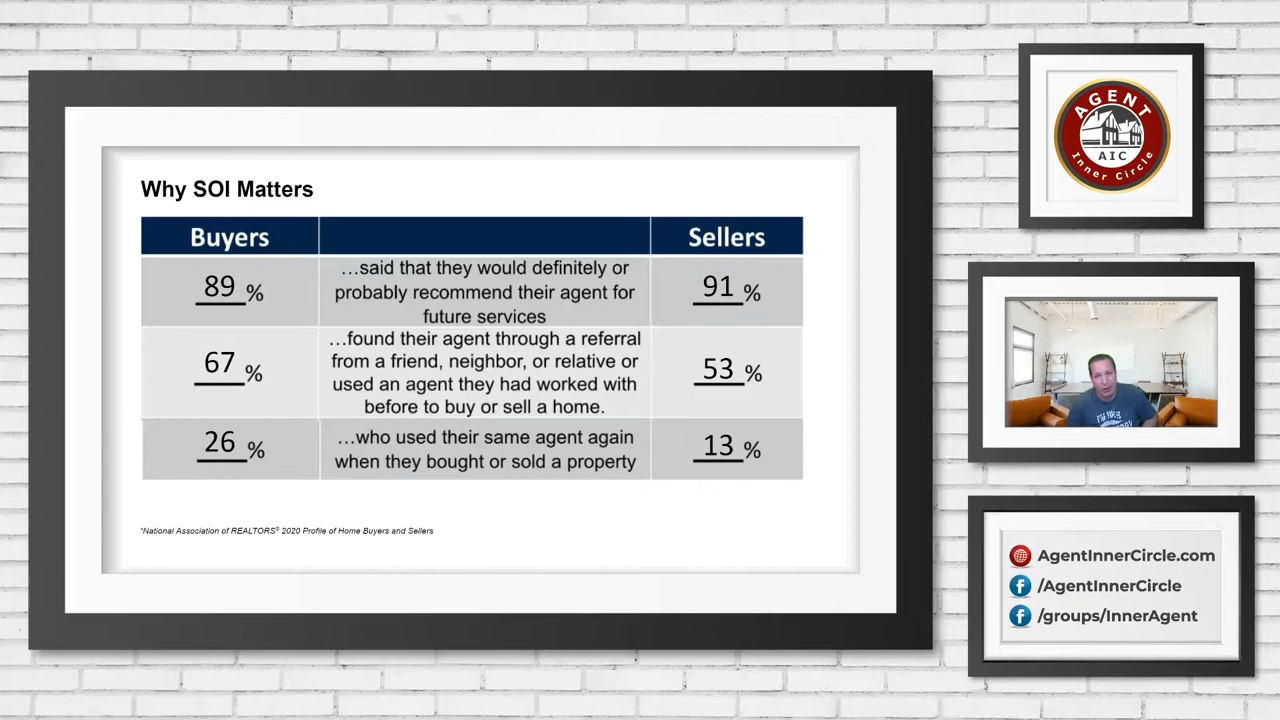 Why SOI Matters
Buyers
Sellers
89 %
…said that they would definitely or
probably recommend their agent for
future services
91 %
67 %
…found their agent through a referral
from a friend, neighbor, or relative or
used an agent they had worked with
before to buy or sell a home.
53 %
26 %
…who used their same agent again
when they bought or sold a property
13 %
*National Association of REALTORS® 2020 Profile of Home Buyers and Sellers
AGENT
AIC
Inner Circle
AgentInnerCircle.com
/AgentInnerCircle
/groups/InnerAgent